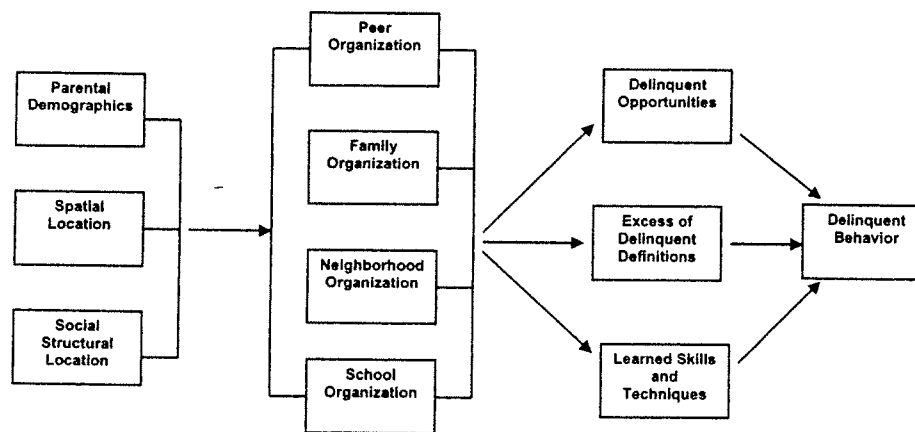 Parental
Demographics
Spatial
Location
Social
Structural
Location
Peer
Organization
Family
Organization
Neighborhood
Organization
School
Organization
Delinquent
Opportunities
Excess of
Delinquent
Definitions
Learned Skills
and
Techniques
Delinquent
Behavior